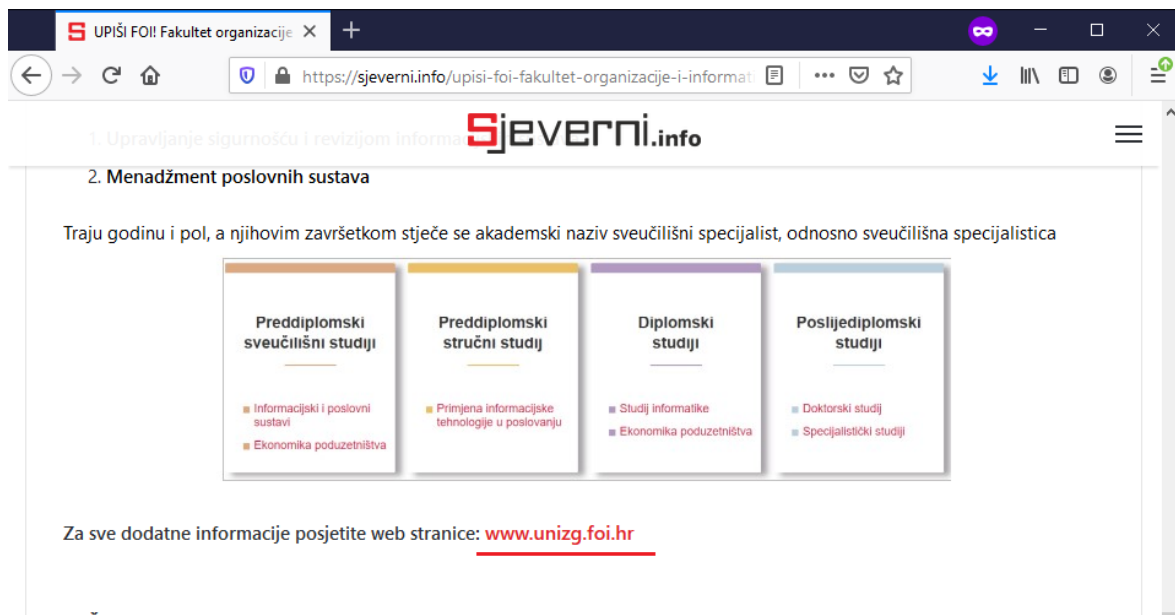 UPIŠI FOI! Fakultet organizacije
https://sjeverni.info/upisi-foi-fakultet-organizacije-i-informat
Sjeverni.info
1. Upravljanje sigurnošću i revizijom informa
2. Menadžment poslovnih sustava
Traju godinu i pol, a njihovim završetkom stječe se akademski naziv sveučilišni specijalist, odnosno sveučilišna specijalistica
Preddiplomski
sveučilišni studiji
Informacijski i poslovni
sustavi
Ekonomika poduzetništva
Preddiplomski
stručni studij
Primjena informacijske
tehnologije u poslovanju
Diplomski
studiji
Studij informatike
Ekonomika poduzetništva
Poslijediplomski
studiji
Doktorski studij
Specijalistički studiji
Za sve dodatne informacije posjetite web stranice: www.unizg.foi.hr